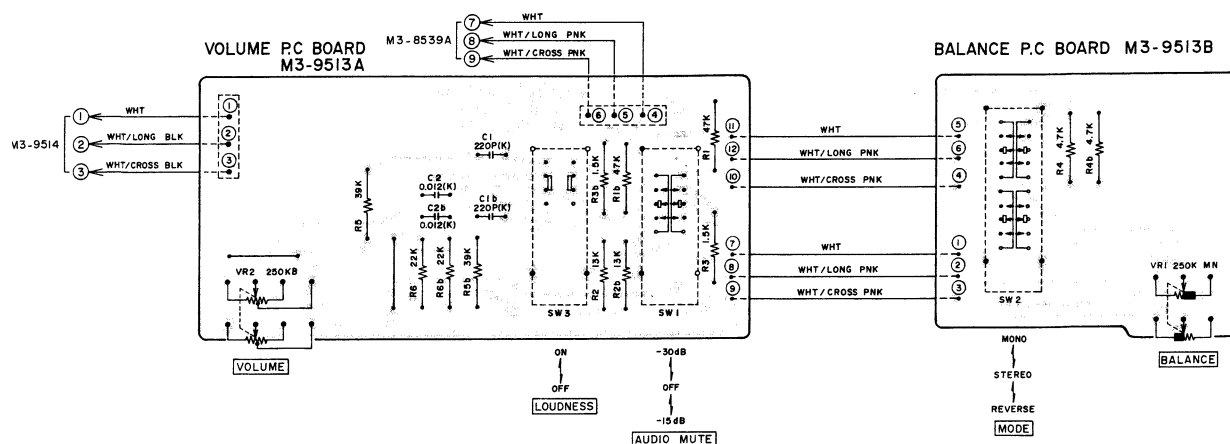 7 WHT
M3-8539A 8 WHT/LONG PNK
9 WHT/CROSS PNK
VOLUME P.C BOARD
M3-9513A
BALANCE P.C BOARD M3-9513B
1 WHT 1
M3-9514 2 WHT/LONG BLK 2
3 WHT/CROSS BLK 3
6 5 4
C1
220P(K)
C2
0.012(K)
C2b
0.012(K)
C1b
220P(K)
R5 39K
R6 22K
R6b 22K
R5b 39K
R3b 1.5K
R1b 47K
R1 47K
R2 13K
R2b 13K
R3 1.5K
SW3
SW1
VR2 250KB
VOLUME
11 WHT 5
12 WHT/LONG PNK 6
10 WHT/CROSS PNK 4
7 WHT 1
8 WHT/LONG PNK 2
9 WHT/CROSS PNK 3
R4 4.7K
R4b 4.7K
SW2
VR1 250K MN
BALANCE
ON
OFF
LOUDNESS
-30dB
OFF
-15dB
AUDIO MUTE
MONO
STEREO
REVERSE
MODE